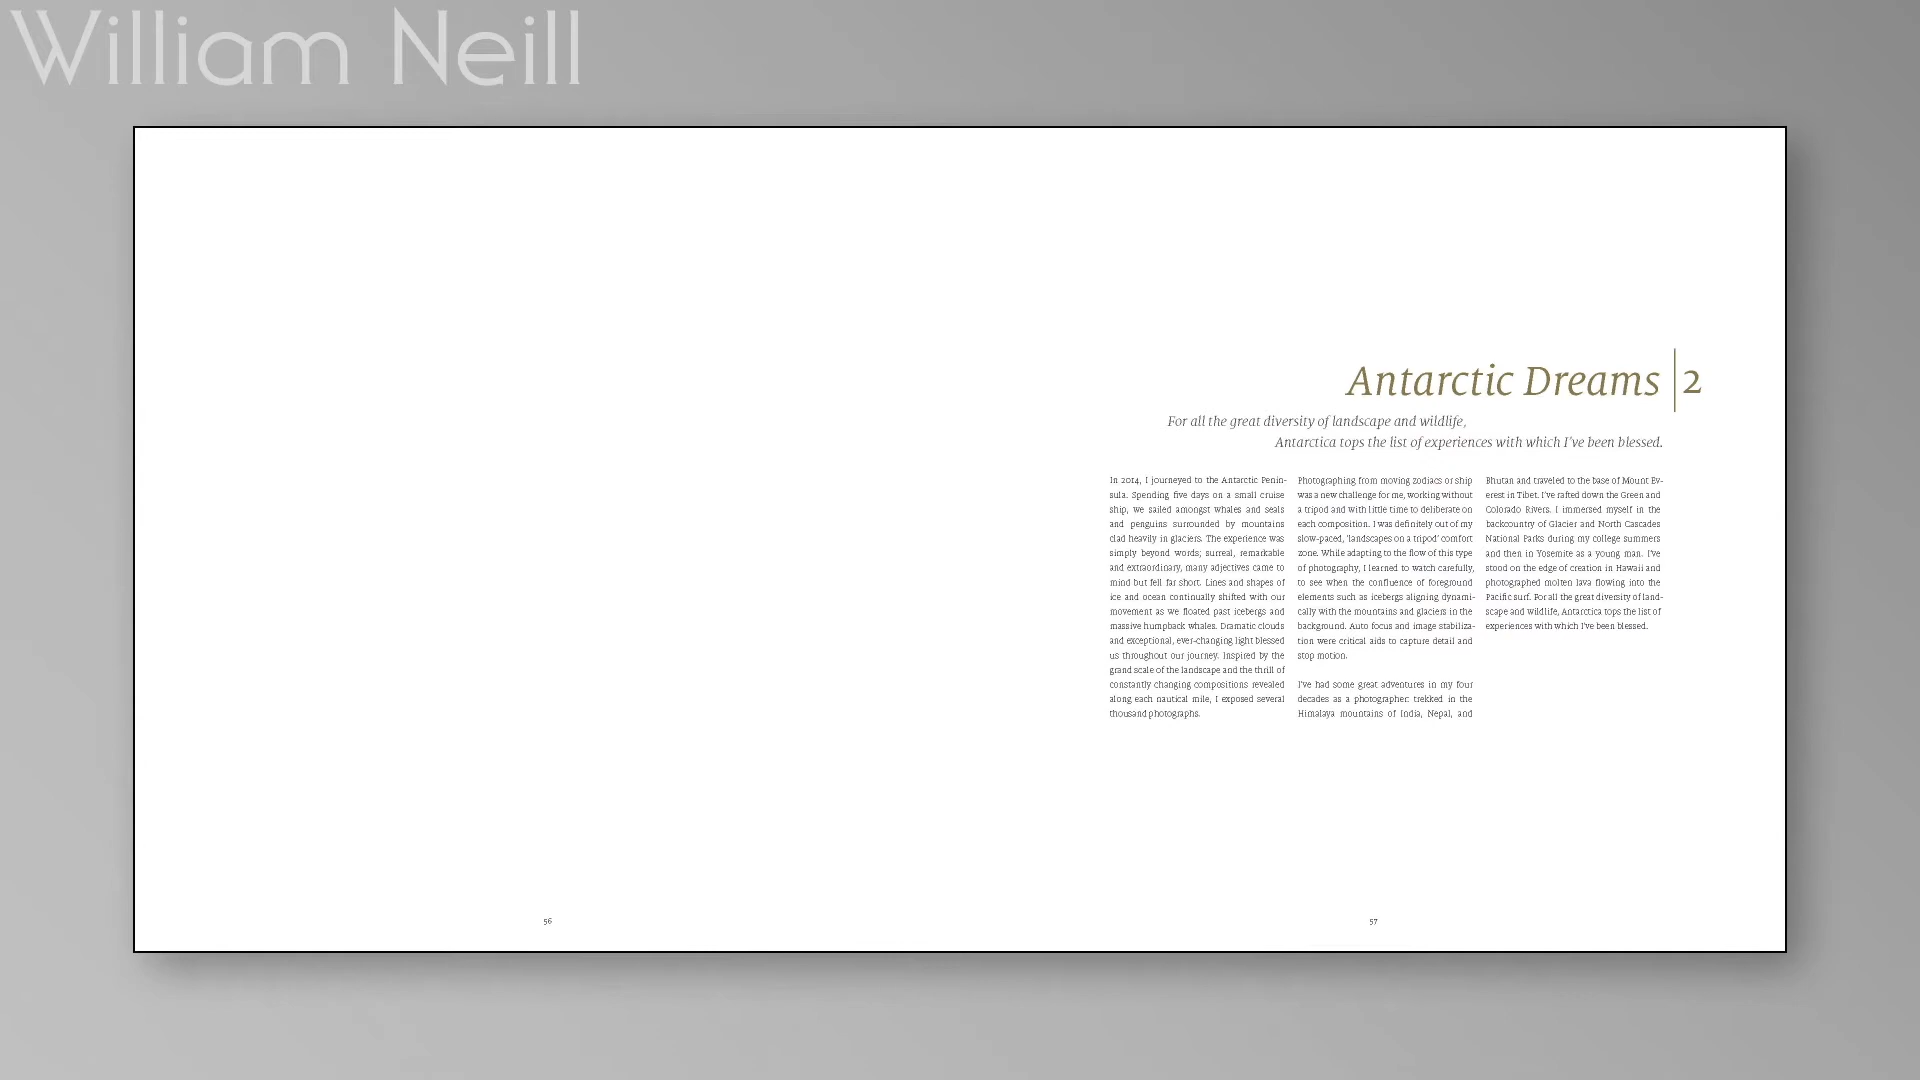 William Neill
Antarctic Dreams 2
For all the great diversity of landscape and wildlife,
Antarctica tops the list of experiences with which I've been blessed.
In 2014, I journeyed to the Antarctic Penin-
sula. Spending five days on a small cruise
ship, we sailed amongst whales and seals
and penguins surrounded by mountains
clad heavily in glaciers. The experience was
simply beyond words; surreal, remarkable
and extraordinary, many adjectives came to
mind but fell far short. Lines and shapes of
ice and ocean continually shifted with our
movement as we floated past icebergs and
massive humpback whales. Dramatic clouds
and exceptional, ever-changing light blessed
us throughout our journey. Inspired by the
grand scale of the landscape and the thrill of
constantly changing compositions revealed
along each nautical mile, I exposed several
thousand photographs.
Photographing from moving zodiacs or ship
was a new challenge for me, working without
a tripod and with little time to deliberate on
each composition. I was definitely out of my
slow-paced, 'landscapes on a tripod' comfort
zone. While adapting to the flow of this type
of photography, I learned to watch carefully,
to see when the confluence of foreground
elements such as icebergs aligning dynami-
cally with the mountains and glaciers in the
background. Auto focus and image stabiliza-
tion were critical aids to capture detail and
stop motion.
I've had some great adventures in my four
decades as a photographer: trekked in the
Himalaya mountains of India, Nepal, and
Bhutan and traveled to the base of Mount Ev-
erest in Tibet. I've rafted down the Green and
Colorado Rivers. I immersed myself in the
backcountry of Glacier and North Cascades
National Parks during my college summers
and then in Yosemite as a young man. I've
stood on the edge of creation in Hawaii and
photographed molten lava flowing into the
Pacific surf. For all the great diversity of land-
scape and wildlife, Antarctica tops the list of
experiences with which I've been blessed.
56
57